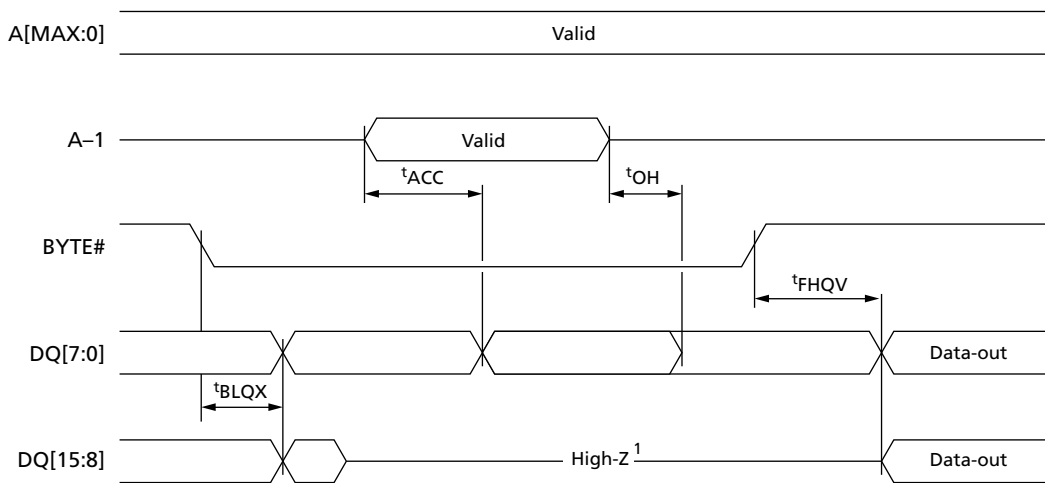 A[MAX:0]
Valid
A–1
Valid
tACC
tOH
BYTE#
tFHQV
DQ[7:0]
Data-out
tBLQX
DQ[15:8]
High-Z 1
Data-out